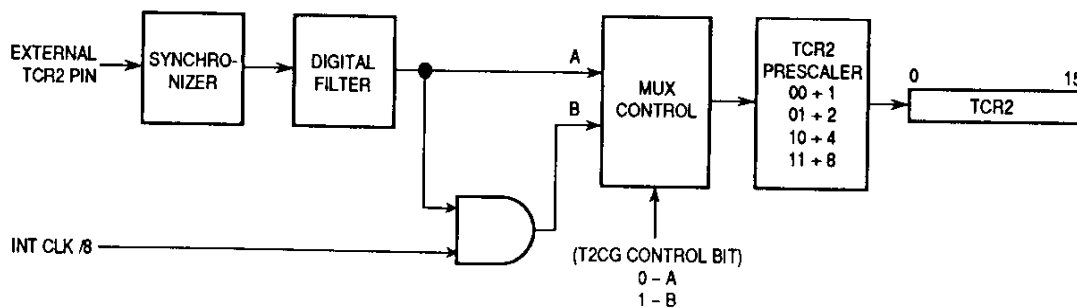 EXTERNAL
TCR2 PIN
SYNCHRO-
NIZER
DIGITAL
FILTER
A
B
MUX
CONTROL
TCR2
PRESCALER
00 ÷ 1
01 ÷ 2
10 ÷ 4
11 ÷ 8
0
15
TCR2
INT CLK /8
(T2CG CONTROL BIT)
0 – A
1 – B